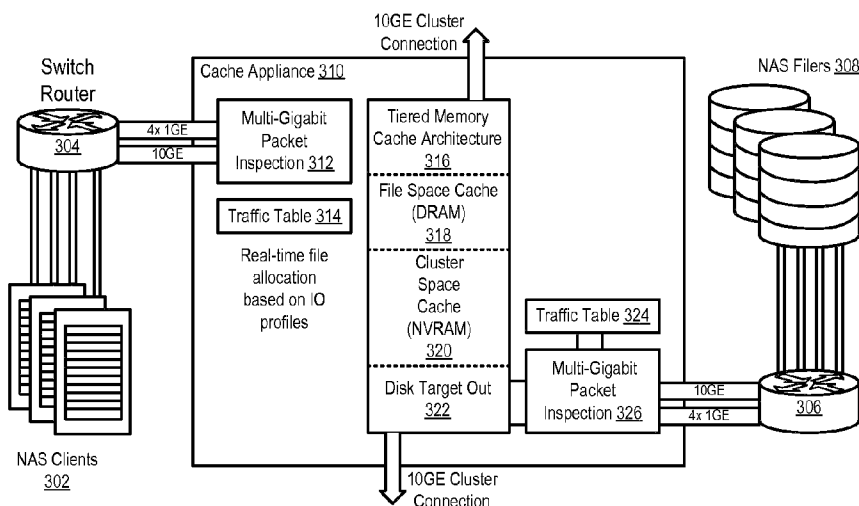 10GE Cluster
Connection
Switch
Router
304
4x 1GE
10GE
NAS Clients
302
Cache Appliance 310
Multi-Gigabit
Packet
Inspection 312
Traffic Table 314
Real-time file
allocation
based on IO
profiles
Tiered Memory
Cache Architecture
316
File Space Cache
(DRAM)
318
Cluster
Space
Cache
(NVRAM)
320
Disk Target Out
322
Traffic Table 324
Multi-Gigabit
Packet
Inspection 326
10GE
4x 1GE
NAS Filers 308
306
10GE Cluster
Connection